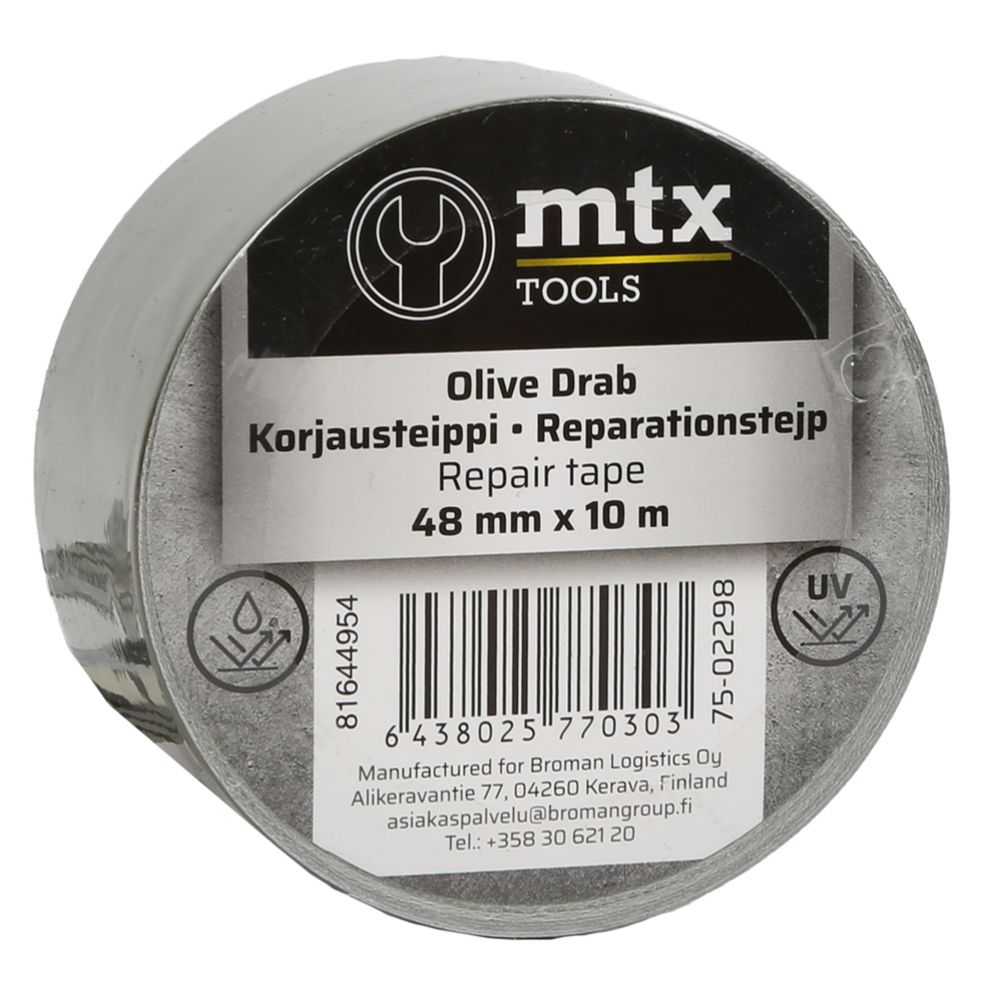 mtx
TOOLS
Olive Drab
Korjausteippi • Reparationstejp
Repair tape
48 mm x 10 m
UV
81644954
75-02298
6 438025 770303
Manufactured for Broman Logistics Oy
Alikeravantie 77, 04260 Kerava, Finland
asiakaspalvelu@bromangroup.fi
Tel.: +358 30 621 20